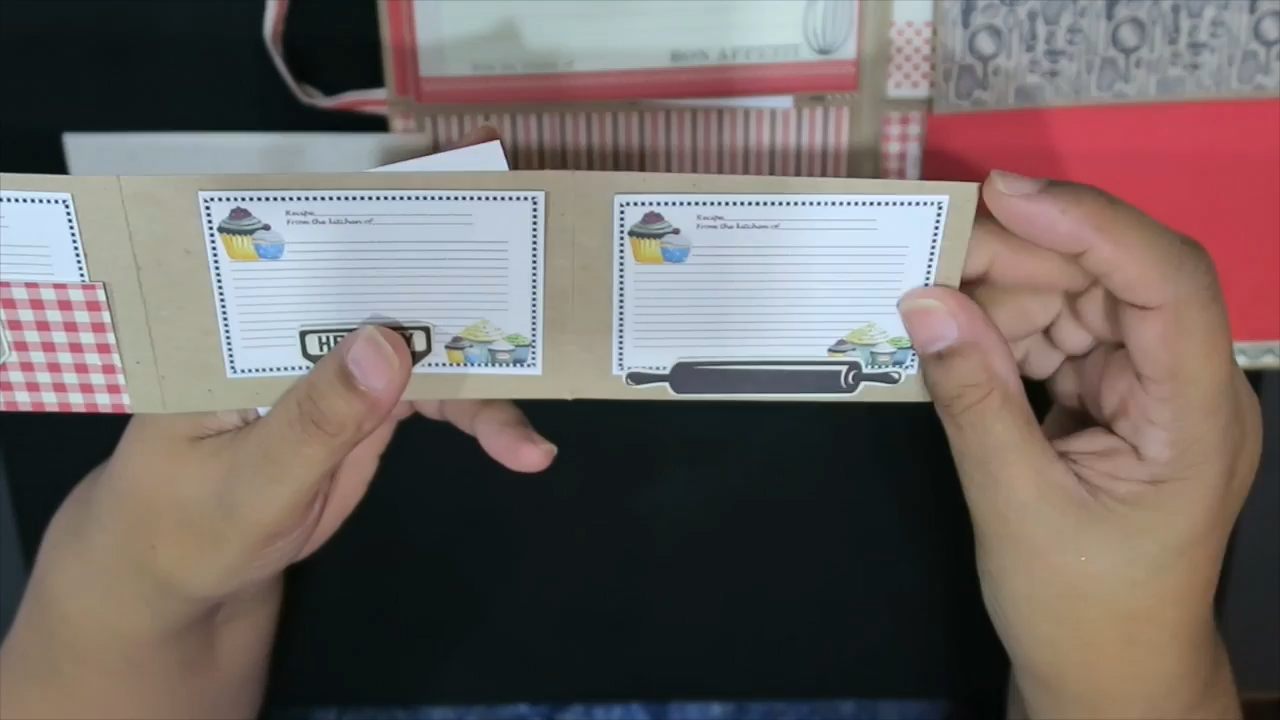 BON APPETIT
Recipe
From the kitchen of
Recipe
From the kitchen of